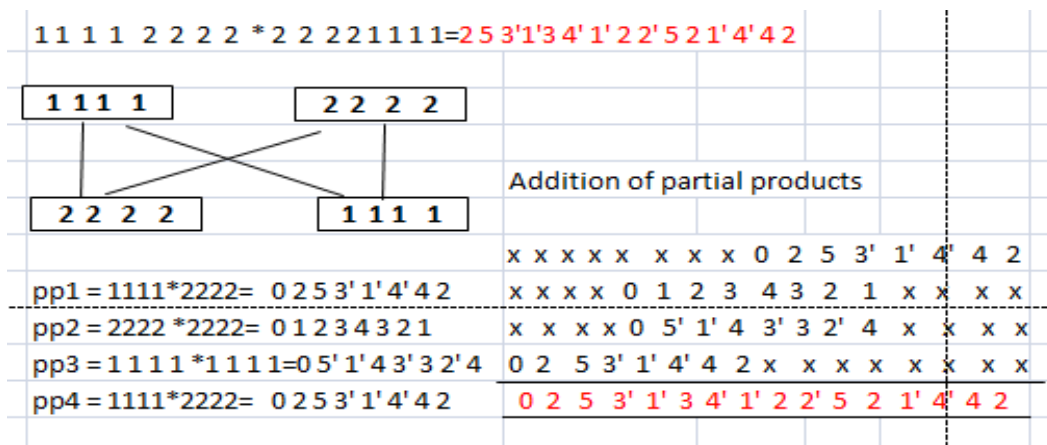 1 1 1 1 2 2 2 2 * 2 2 2 2 1 1 1 1 = 2 5 3' 1' 3 4' 1' 2 2' 5 2 1' 4' 4 2
1 1 1 1
2 2 2 2
2 2 2 2
1 1 1 1
Addition of partial products
x x x x x x x x 0 2 5 3' 1' 4' 4 2
pp1 = 1111*2222= 0 2 5 3' 1' 4' 4 2
x x x x 0 1 2 3 4 3 2 1 x x x x
pp2 = 2222 *2222= 0 1 2 3 4 3 2 1
x x x x 0 5' 1' 4 3' 3 2' 4 x x x x
pp3 = 1 1 1 1 *1 1 1 1=0 5' 1' 4 3' 3 2' 4
0 2 5 3' 1' 4' 4 2 x x x x x x x x
pp4 = 1111*2222= 0 2 5 3' 1' 4' 4 2
0 2 5 3' 1' 3 4' 1' 2 2' 5 2 1' 4' 4 2